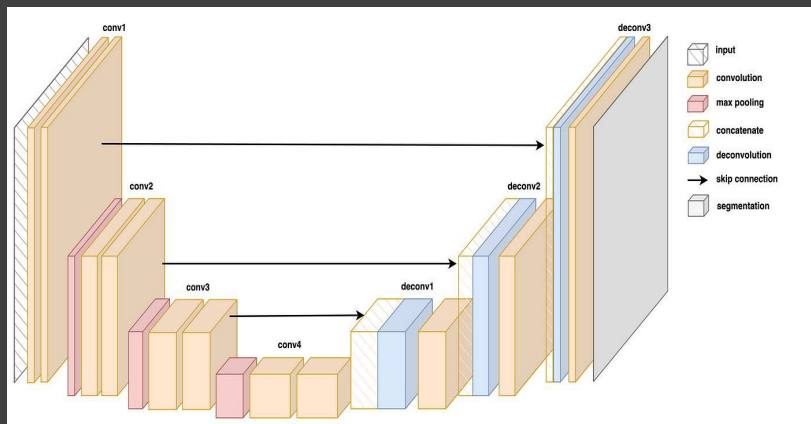 conv1
conv2
conv3
conv4
deconv1
deconv2
deconv3
input
convolution
max pooling
concatenate
deconvolution
skip connection
segmentation